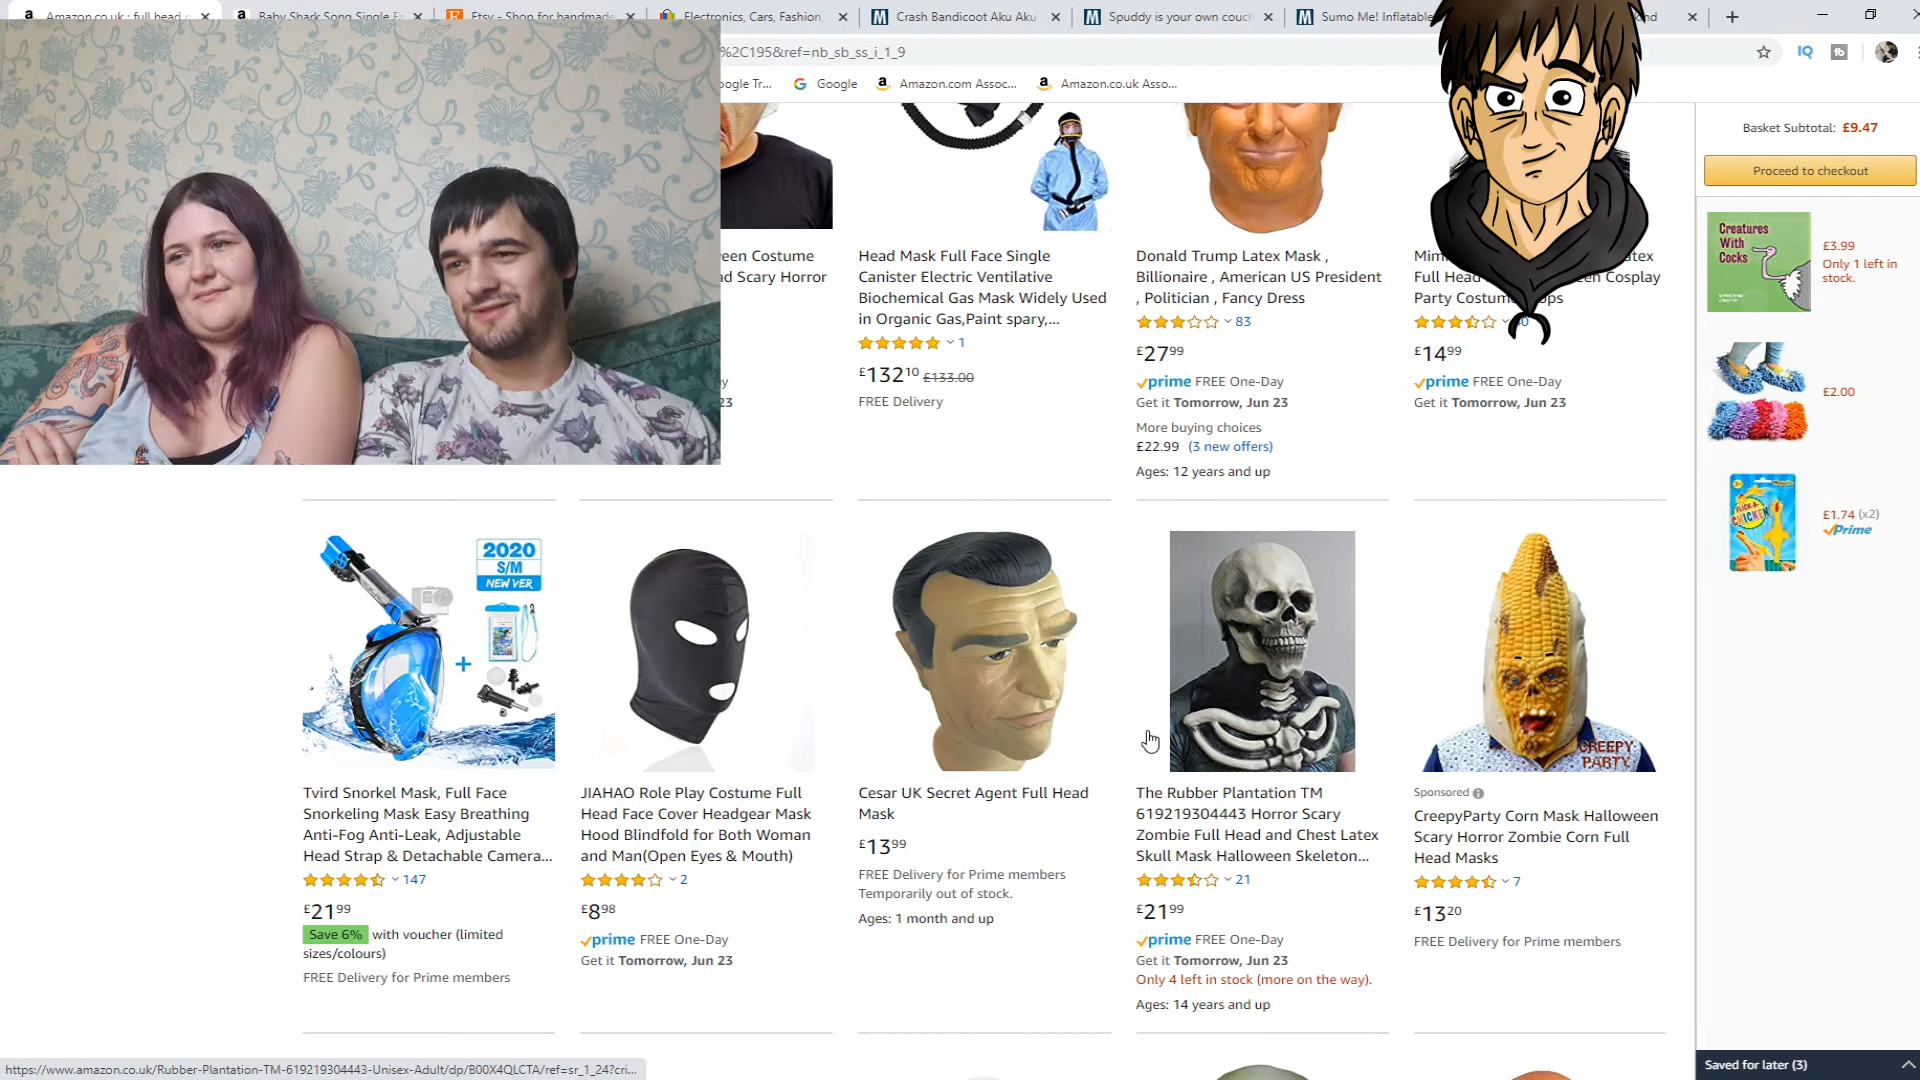 Amazon.co.uk : full head
Baby Shark Song Single
Etsy - Shop for handmade
Electronics, Cars, Fashion,
Crash Bandicoot Aku Aku
Spuddy is your own couch
Sumo Me! Inflatable
%2C195&ref=nb_sb_ss_i_1_9
IQ
ogle Tr...
Google
Amazon.com Assoc...
Amazon.co.uk Asso...
Basket Subtotal: £9.47
Proceed to checkout
Creatures
With
Cocks
£3.99
Only 1 left in
stock.
£2.00
£1.74 (x2)
Prime
een Costume
d Scary Horror
Head Mask Full Face Single
Canister Electric Ventilative
Biochemical Gas Mask Widely Used
in Organic Gas,Paint spary,...
1
£132.10 £133.00
FREE Delivery
Donald Trump Latex Mask ,
Billionaire , American US President
, Politician , Fancy Dress
83
£27.99
prime FREE One-Day
Get it Tomorrow, Jun 23
More buying choices
£22.99 (3 new offers)
Ages: 12 years and up
Full Head
en Cosplay
£14.99
prime FREE One-Day
Get it Tomorrow, Jun 23
2020
S/M
NEW VER
Tvird Snorkel Mask, Full Face
Snorkeling Mask Easy Breathing
Anti-Fog Anti-Leak, Adjustable
Head Strap & Detachable Camera...
147
£21.99
Save 6% with voucher (limited
sizes/colours)
FREE Delivery for Prime members
JIAHAO Role Play Costume Full
Head Face Cover Headgear Mask
Hood Blindfold for Both Woman
and Man(Open Eyes & Mouth)
2
£8.98
prime FREE One-Day
Get it Tomorrow, Jun 23
Cesar UK Secret Agent Full Head
Mask
£13.99
FREE Delivery for Prime members
Temporarily out of stock.
Ages: 1 month and up
The Rubber Plantation TM
619219304443 Horror Scary
Zombie Full Head and Chest Latex
Skull Mask Halloween Skeleton...
21
£21.99
prime FREE One-Day
Get it Tomorrow, Jun 23
Only 4 left in stock (more on the way).
Ages: 14 years and up
CREEPY
PARTY
Sponsored
CreepyParty Corn Mask Halloween
Scary Horror Zombie Corn Full
Head Masks
7
£13.20
FREE Delivery for Prime members
https://www.amazon.co.uk/Rubber-Plantation-TM-619219304443-Unisex-Adult/dp/B00X4QLCTA/ref=sr_1_24?cri...
Saved for later (3)